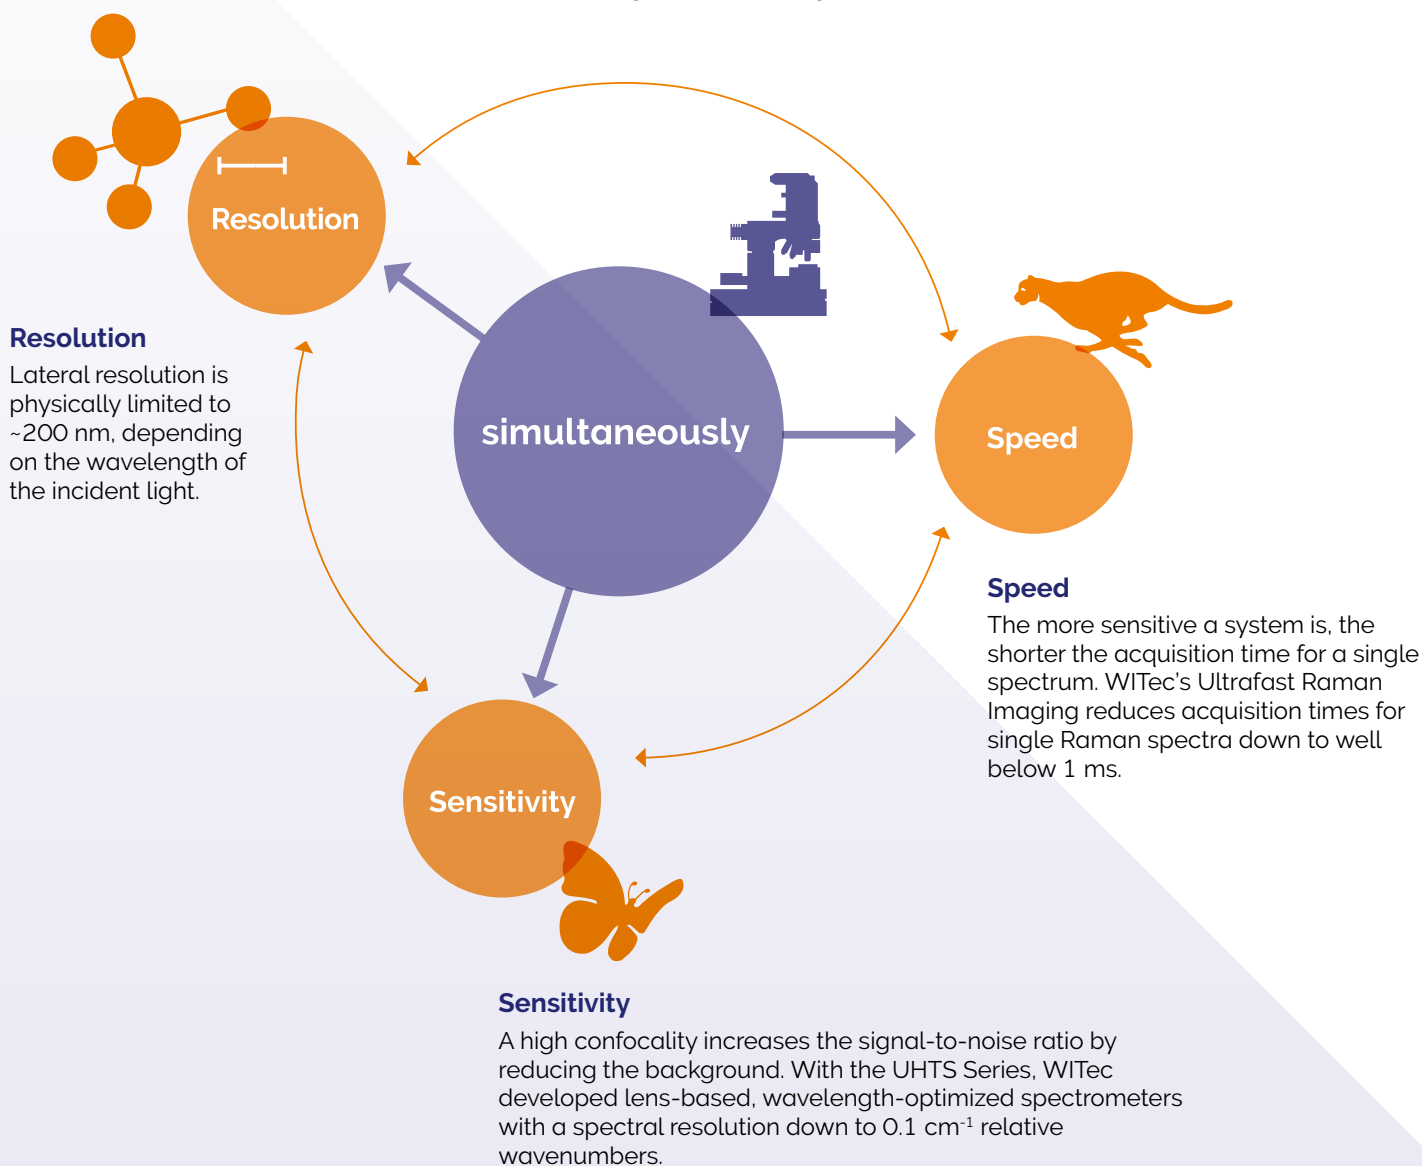 Resolution
simultaneously
Speed
Sensitivity
Resolution
Lateral resolution is
physically limited to
~200 nm, depending
on the wavelength of
the incident light.
Speed
The more sensitive a system is, the
shorter the acquisition time for a single
spectrum. WITec’s Ultrafast Raman
Imaging reduces acquisition times for
single Raman spectra down to well
below 1 ms.
Sensitivity
A high confocality increases the signal-to-noise ratio by
reducing the background. With the UHTS Series, WITec
developed lens-based, wavelength-optimized spectrometers
with a spectral resolution down to 0.1 cm⁻¹ relative
wavenumbers.